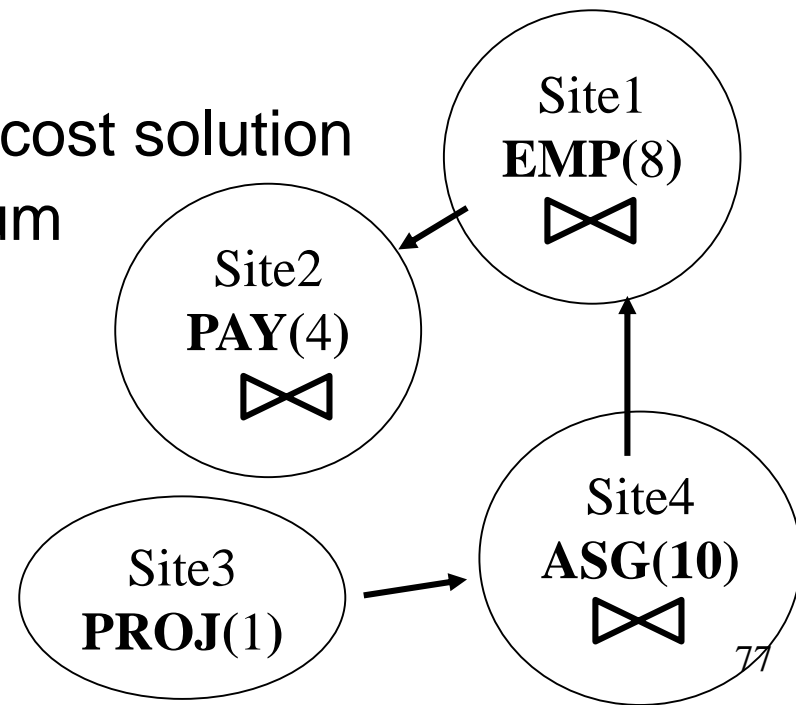 cost solution
um
Site1
EMP(8)
Site2
PAY(4)
Site4
ASG(10)
Site3
PROJ(1)
77